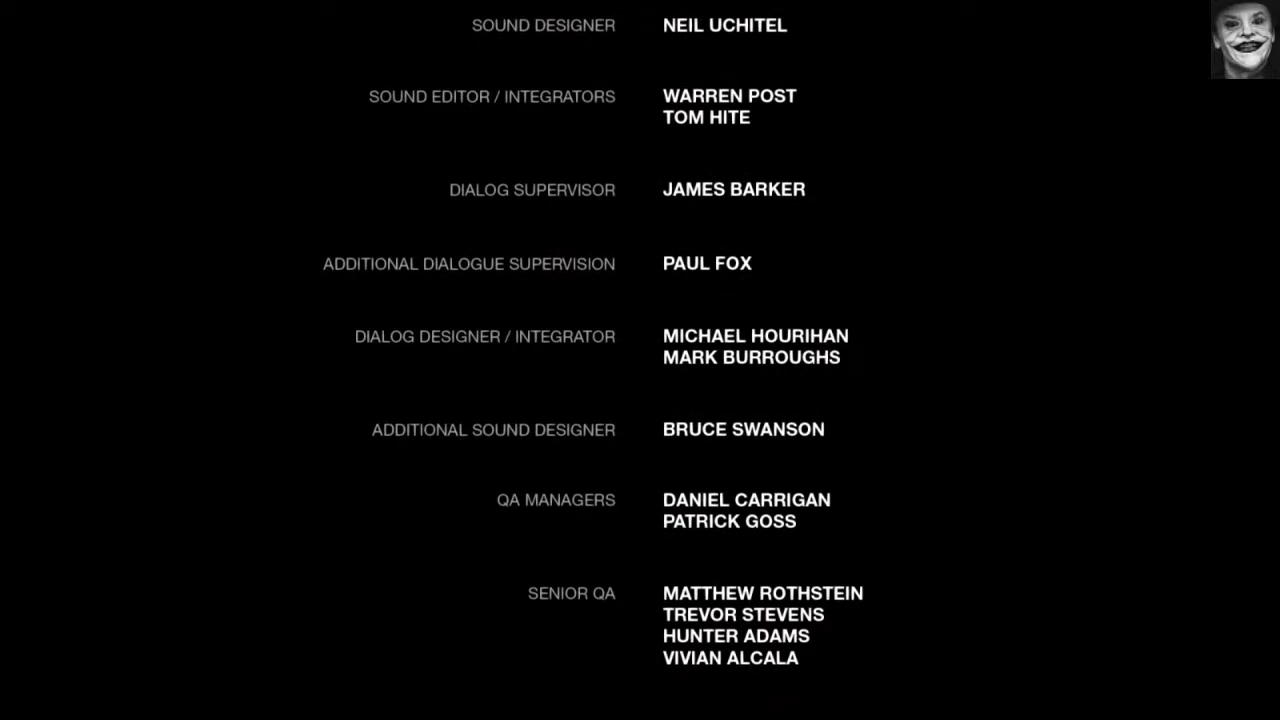 SOUND DESIGNER NEIL UCHITEL
SOUND EDITOR / INTEGRATORS WARREN POST
TOM HITE
DIALOG SUPERVISOR JAMES BARKER
ADDITIONAL DIALOGUE SUPERVISION PAUL FOX
DIALOG DESIGNER / INTEGRATOR MICHAEL HOURIHAN
MARK BURROUGHS
ADDITIONAL SOUND DESIGNER BRUCE SWANSON
QA MANAGERS DANIEL CARRIGAN
PATRICK GOSS
SENIOR QA MATTHEW ROTHSTEIN
TREVOR STEVENS
HUNTER ADAMS
VIVIAN ALCALA